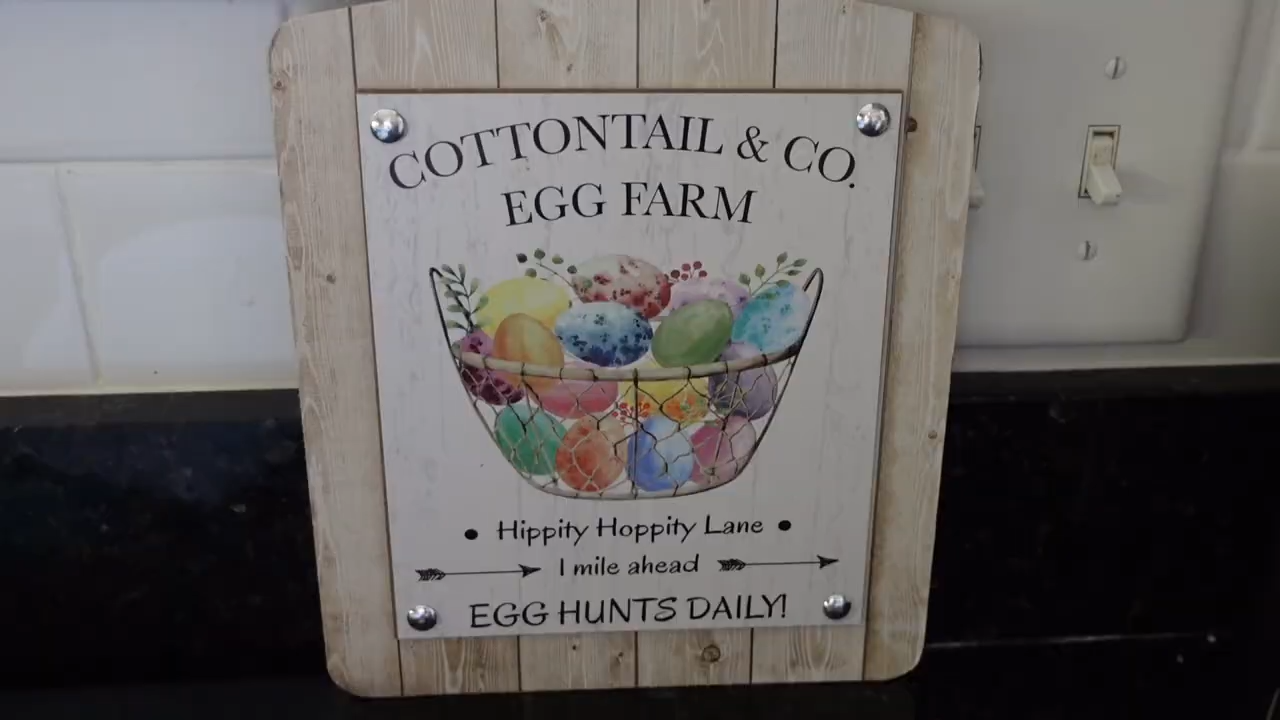 COTTONTAIL & CO.
EGG FARM
• Hippity Hoppity Lane •
1 mile ahead
EGG HUNTS DAILY!